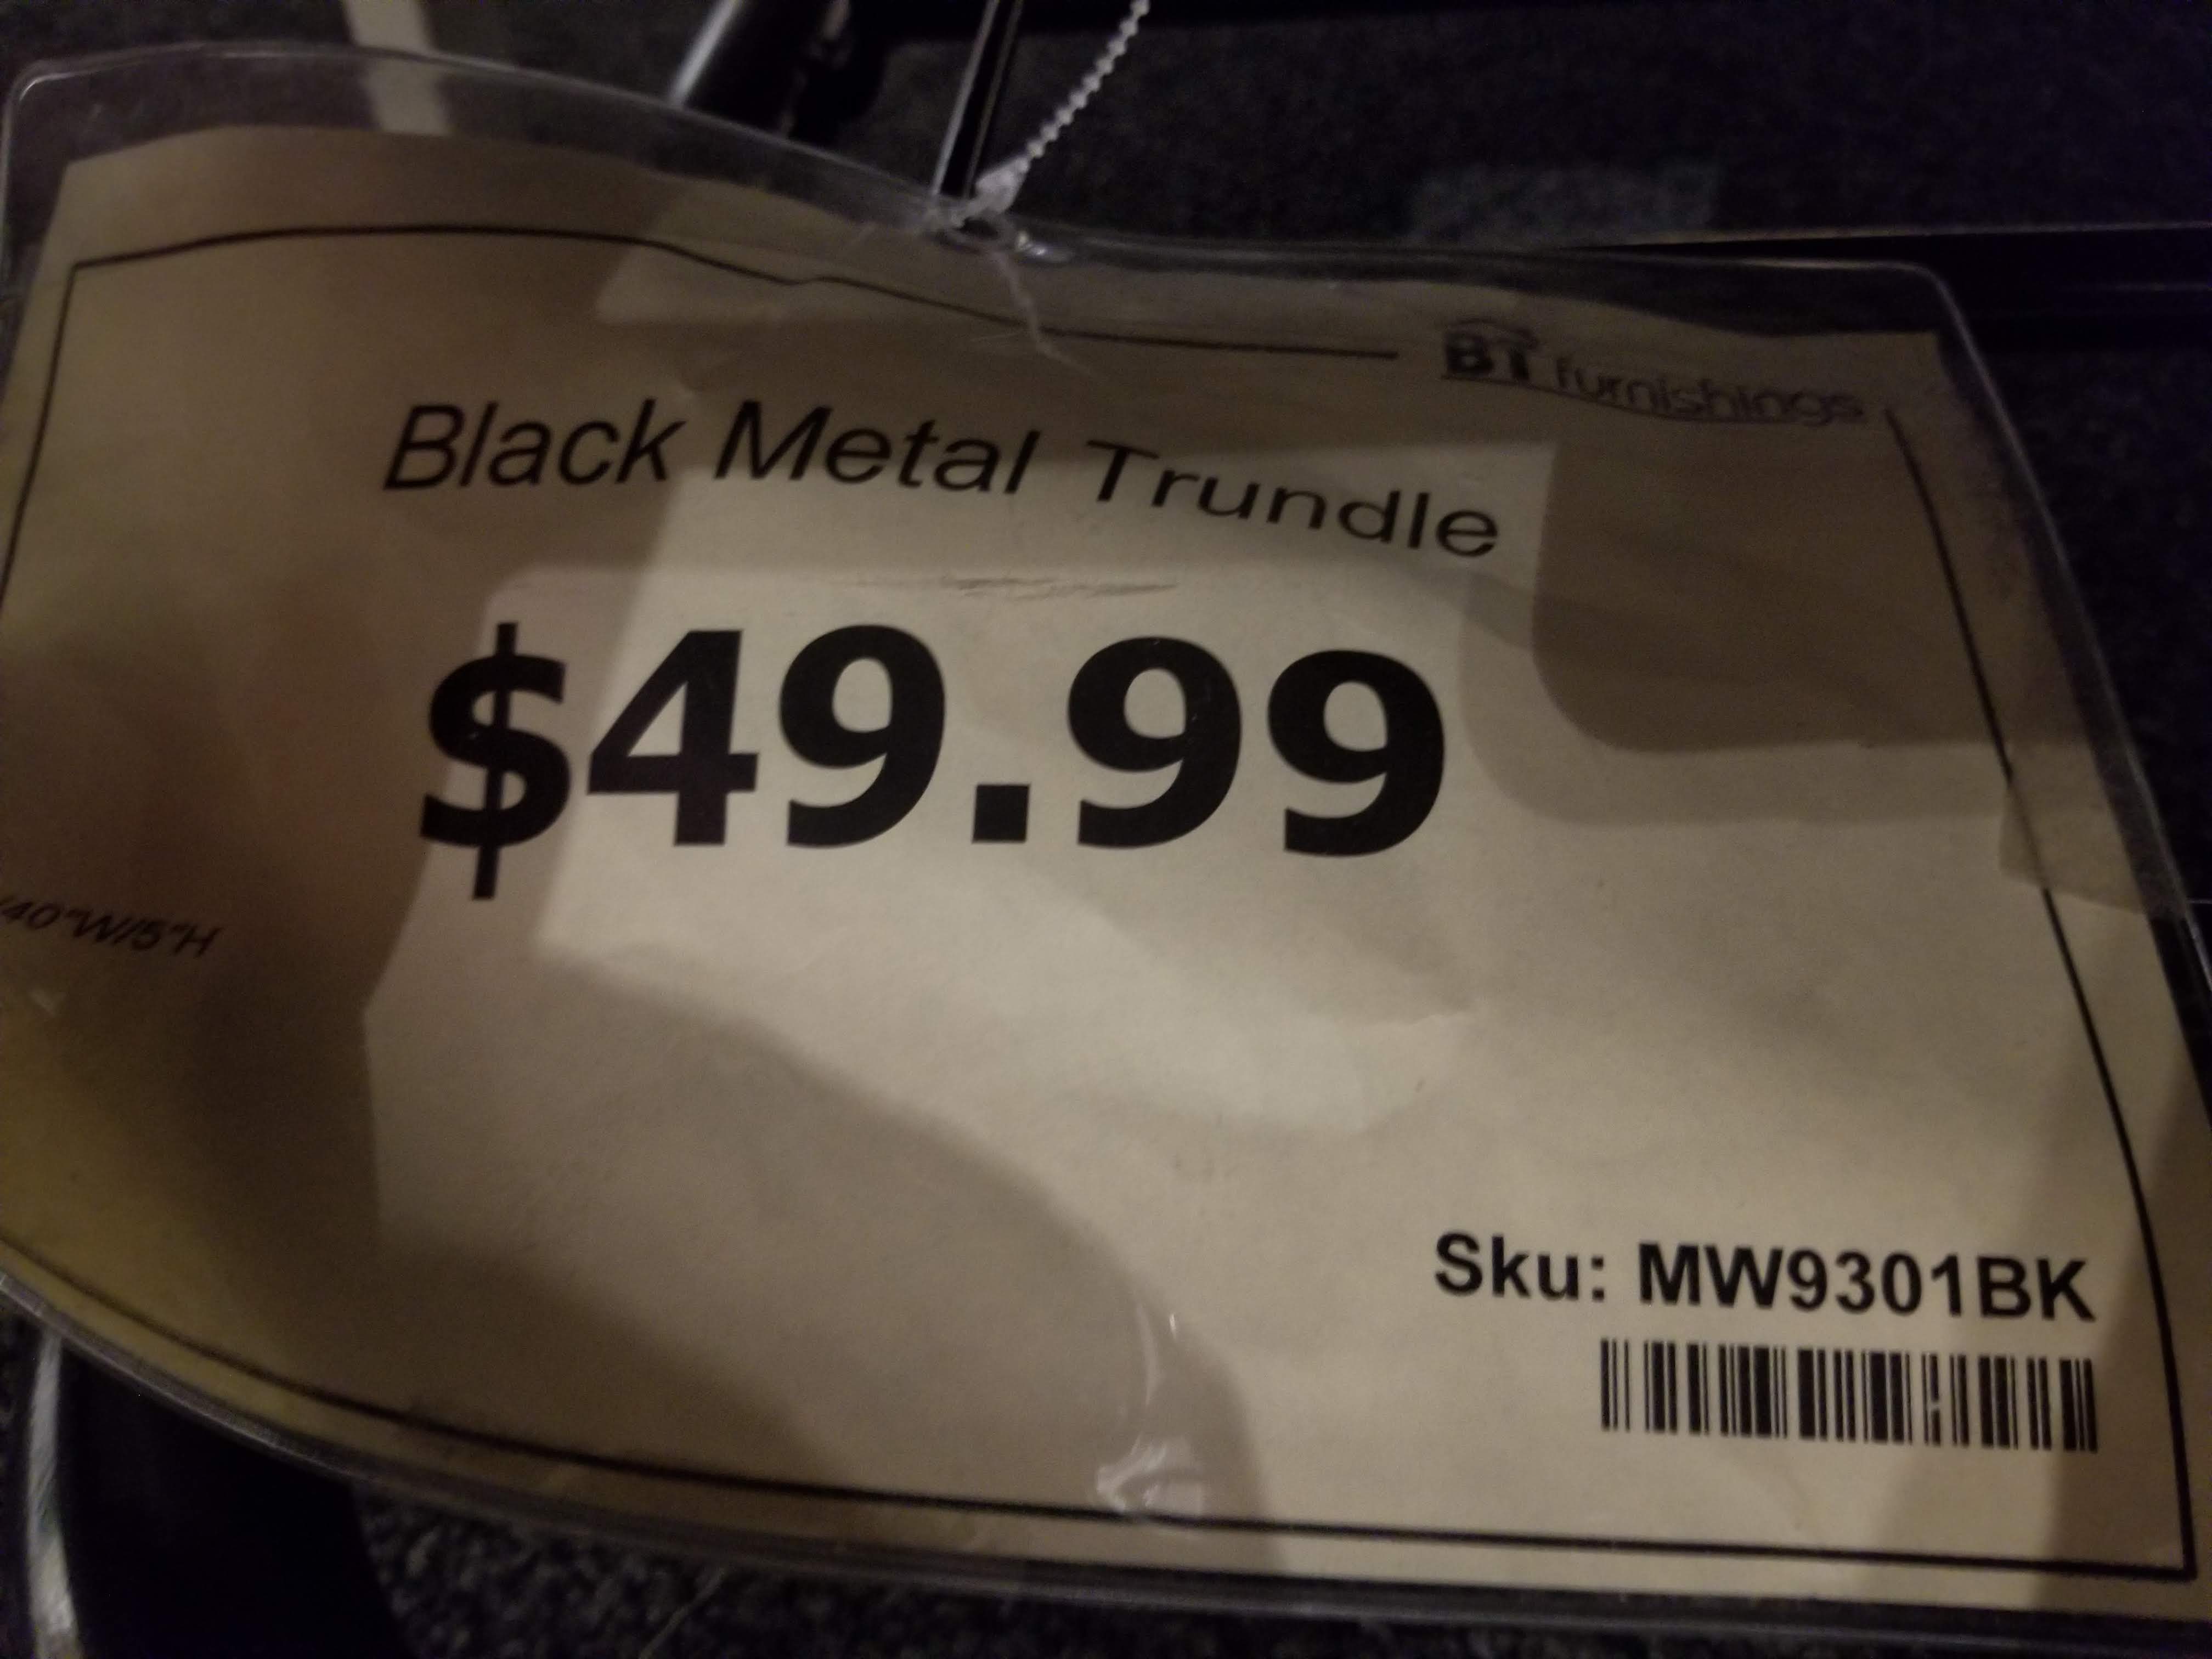 BT furnishings
Black Metal Trundle
$49.99
40"W/5"H
Sku: MW9301BK